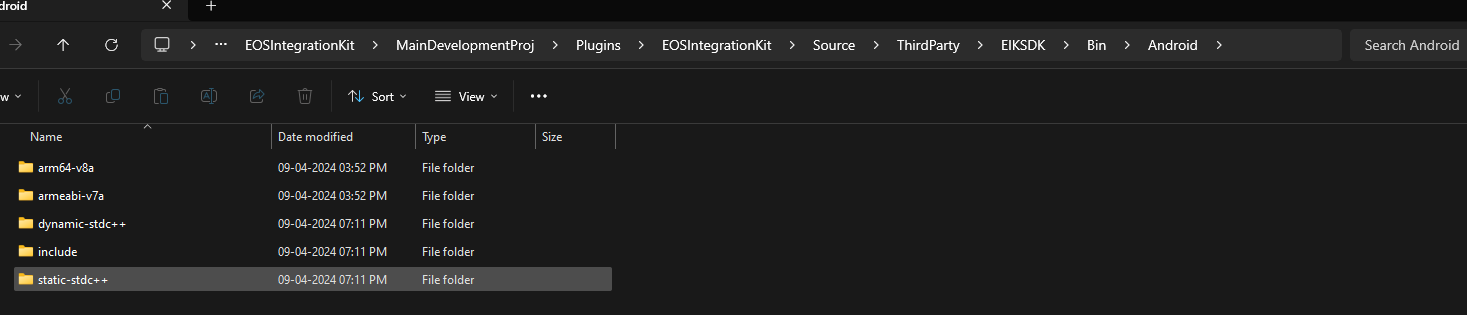 ndroid
EOSIntegrationKit MainDevelopmentProj Plugins EOSIntegrationKit Source ThirdParty EIKSDK Bin Android Search Android
w Sort View
Name Date modified Type Size
arm64-v8a 09-04-2024 03:52 PM File folder
armeabi-v7a 09-04-2024 03:52 PM File folder
dynamic-stdc++ 09-04-2024 07:11 PM File folder
include 09-04-2024 07:11 PM File folder
static-stdc++ 09-04-2024 07:11 PM File folder